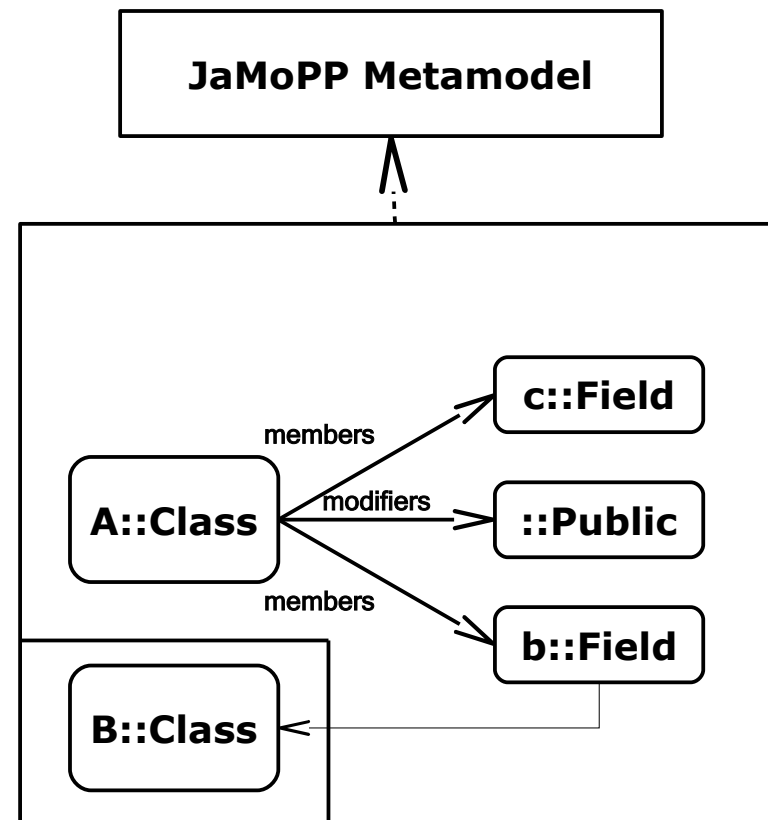 JaMoPP Metamodel
c::Field
members
A::Class
modifiers
::Public
members
b::Field
B::Class